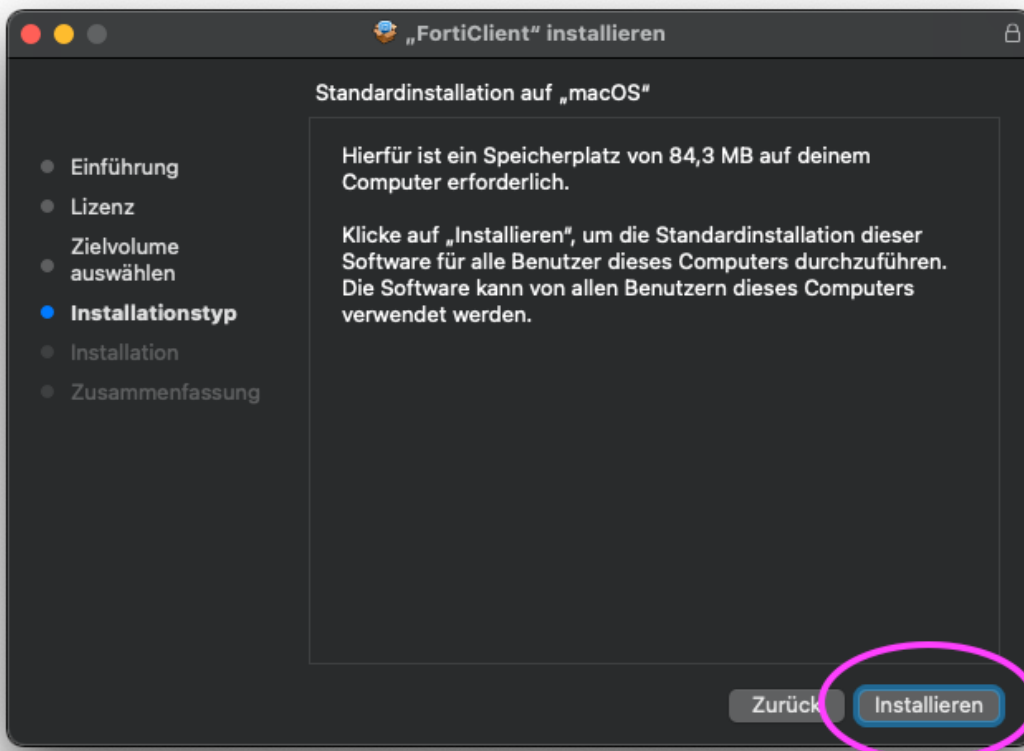 „FortiClient“ installieren
Standardinstallation auf „macOS“
Einführung
Lizenz
Zielvolume
auswählen
Installationstyp
Installation
Zusammenfassung
Hierfür ist ein Speicherplatz von 84,3 MB auf deinem
Computer erforderlich.
Klicke auf „Installieren“, um die Standardinstallation dieser
Software für alle Benutzer dieses Computers durchzuführen.
Die Software kann von allen Benutzern dieses Computers
verwendet werden.
Zurück
Installieren